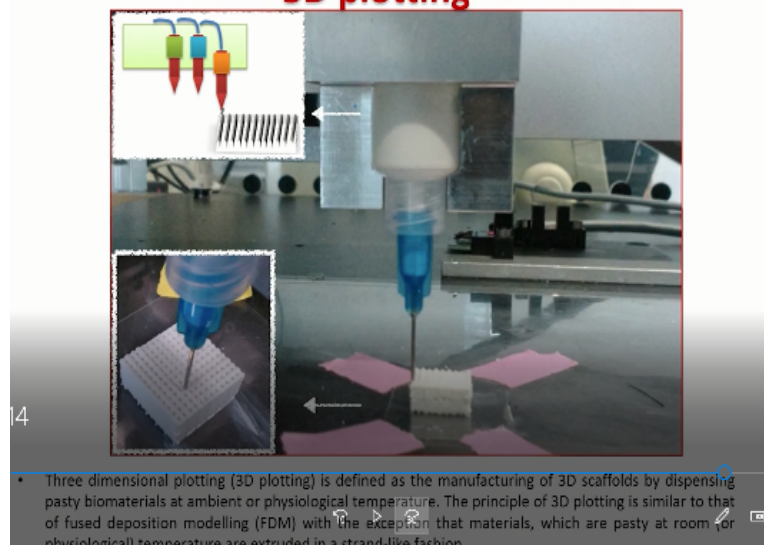 3D plotting
14
• Three dimensional plotting (3D plotting) is defined as the manufacturing of 3D scaffolds by dispensing
pasty biomaterials at ambient or physiological temperature. The principle of 3D plotting is similar to that
of fused deposition modelling (FDM) with the exception that materials, which are pasty at room (or
physiological) temperature are extruded in a strand-like fashion